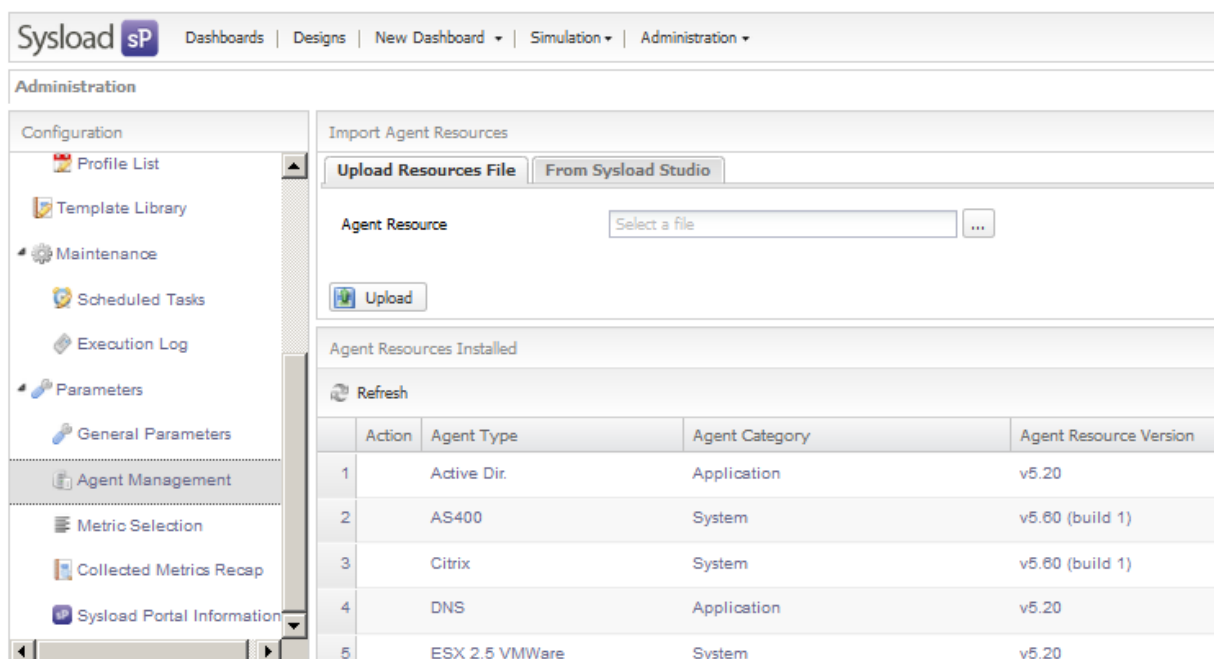 Sysload sP Dashboards | Designs | New Dashboard | Simulation | Administration
Administration
Configuration
Profile List
Template Library
Maintenance
Scheduled Tasks
Execution Log
Parameters
General Parameters
Agent Management
Metric Selection
Collected Metrics Recap
sP Sysload Portal Information
Import Agent Resources
Upload Resources File From Sysload Studio
Agent Resource Select a file ...
Upload
Agent Resources Installed
Refresh
Action Agent Type Agent Category Agent Resource Version
1 Active Dir. Application v5.20
2 AS400 System v5.60 (build 1)
3 Citrix System v5.60 (build 1)
4 DNS Application v5.20
5 ESX 2.5 VMWare System v5.20